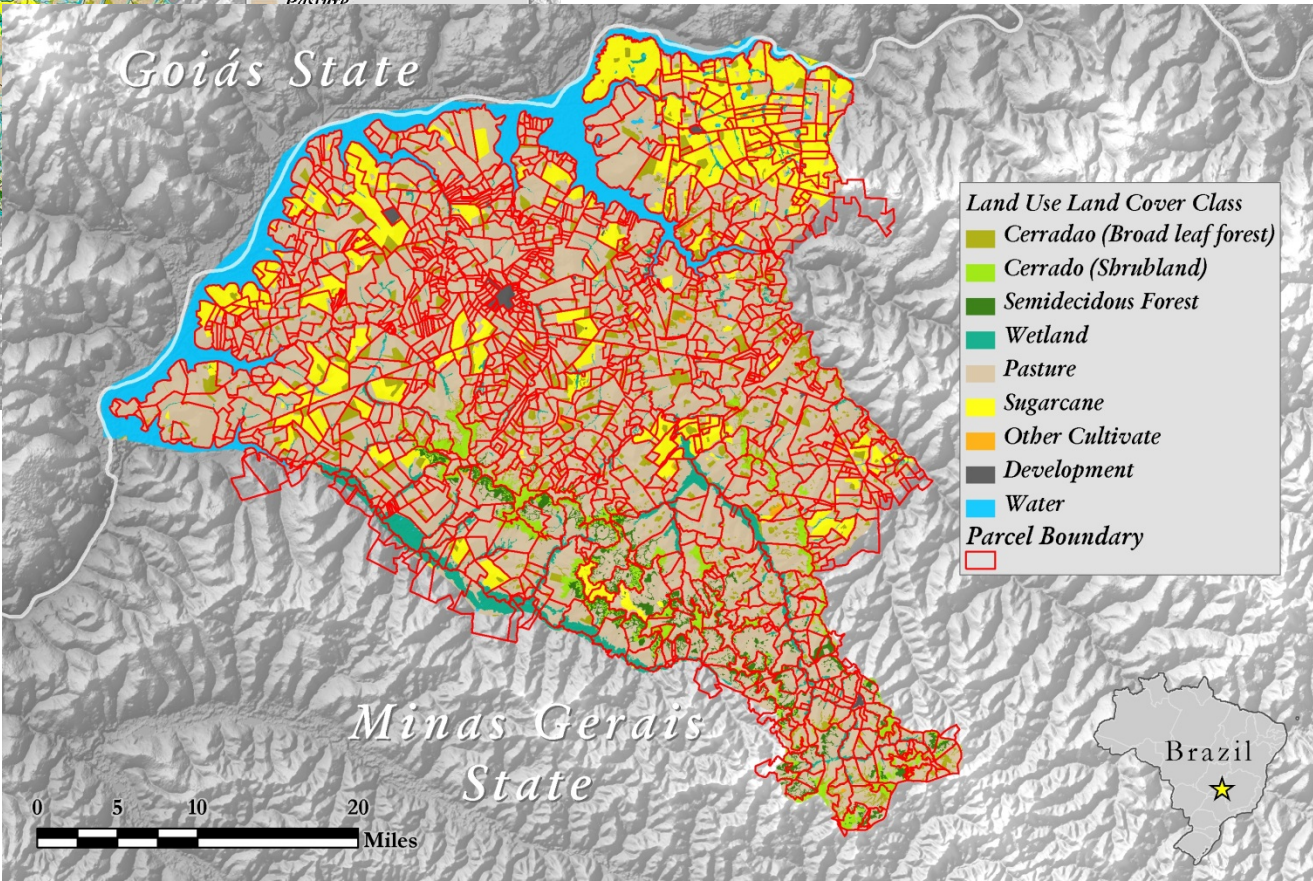 Pasture
Goiás State
Land Use Land Cover Class
Cerradao (Broad leaf forest)
Cerrado (Shrubland)
Semidecidous Forest
Wetland
Pasture
Sugarcane
Other Cultivate
Development
Water
Parcel Boundary
Minas Gerais
State
Brazil
0 5 10 20
Miles